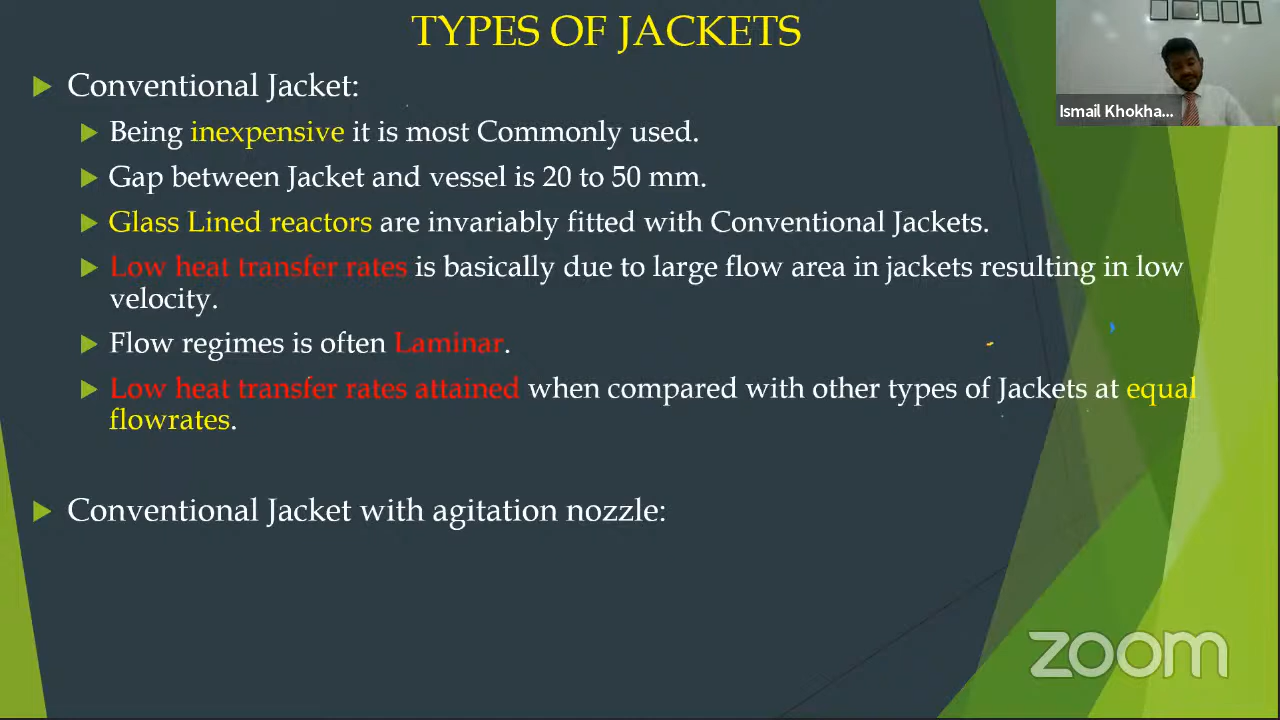 TYPES OF JACKETS
Conventional Jacket:
Being inexpensive it is most Commonly used.
Gap between Jacket and vessel is 20 to 50 mm.
Glass Lined reactors are invariably fitted with Conventional Jackets.
Low heat transfer rates is basically due to large flow area in jackets resulting in low
velocity.
Flow regimes is often Laminar.
Low heat transfer rates attained when compared with other types of Jackets at equal
flowrates.
Conventional Jacket with agitation nozzle:
Ismail Khokha...
zoom